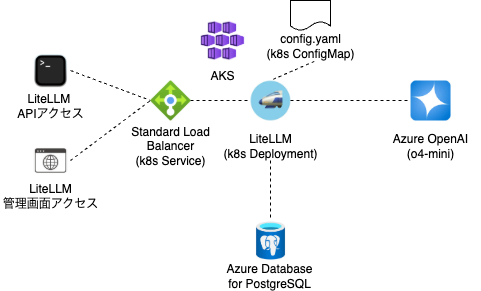 config.yaml
(k8s ConfigMap)
AKS
LiteLLM
APIアクセス
Standard Load
Balancer
(k8s Service)
LiteLLM
(k8s Deployment)
Azure OpenAI
(o4-mini)
LiteLLM
管理画面アクセス
Azure Database
for PostgreSQL